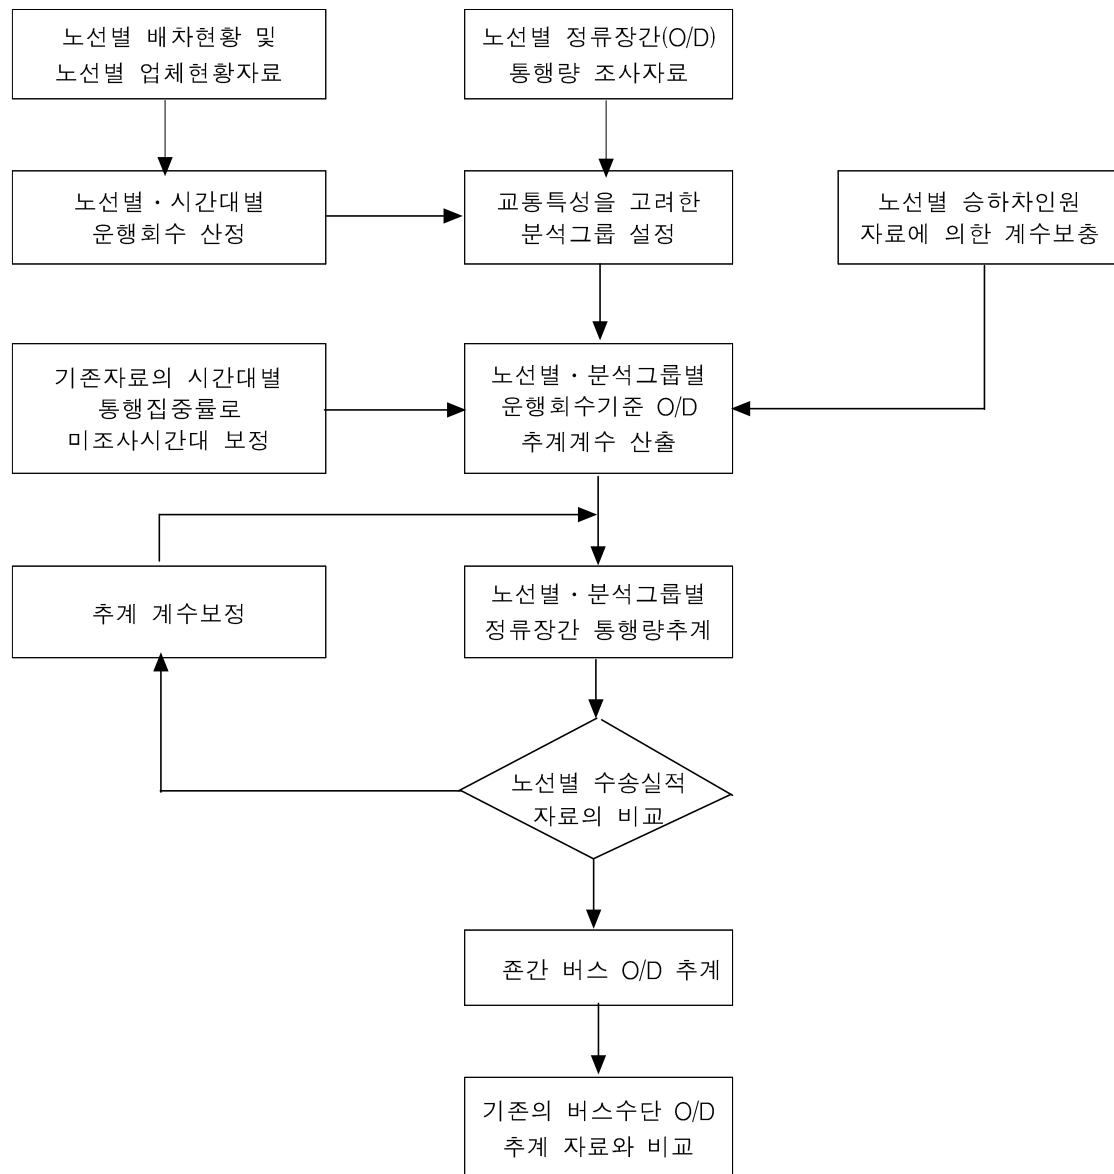 노선별 배차현황 및
노선별 업체현황자료
노선별 정류장간(O/D)
통행량 조사자료
노선별·시간대별
운행회수 산정
교통특성을 고려한
분석그룹 설정
노선별 승하차인원
자료에 의한 계수보충
기존자료의 시간대별
통행집중률로
미조사시간대 보정
노선별·분석그룹별
운행회수기준 O/D
추계계수 산출
추계 계수보정
노선별·분석그룹별
정류장간 통행량추계
노선별 수송실적
자료의 비교
죤간 버스 O/D 추계
기존의 버스수단 O/D
추계 자료와 비교